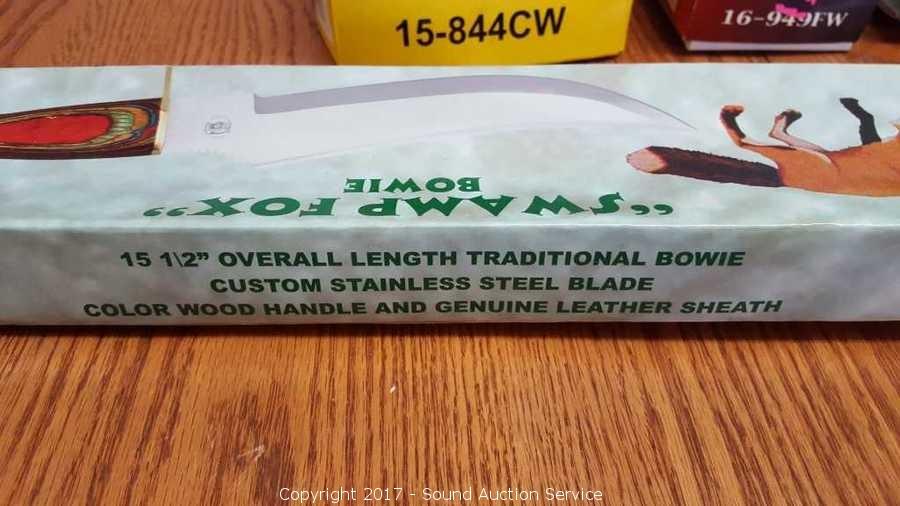 15-844CW
16-949FW
BOWIE
“SWAMP FOX”
15 1\2” OVERALL LENGTH TRADITIONAL BOWIE
CUSTOM STAINLESS STEEL BLADE
COLOR WOOD HANDLE AND GENUINE LEATHER SHEATH
Copyright 2017 - Sound Auction Service